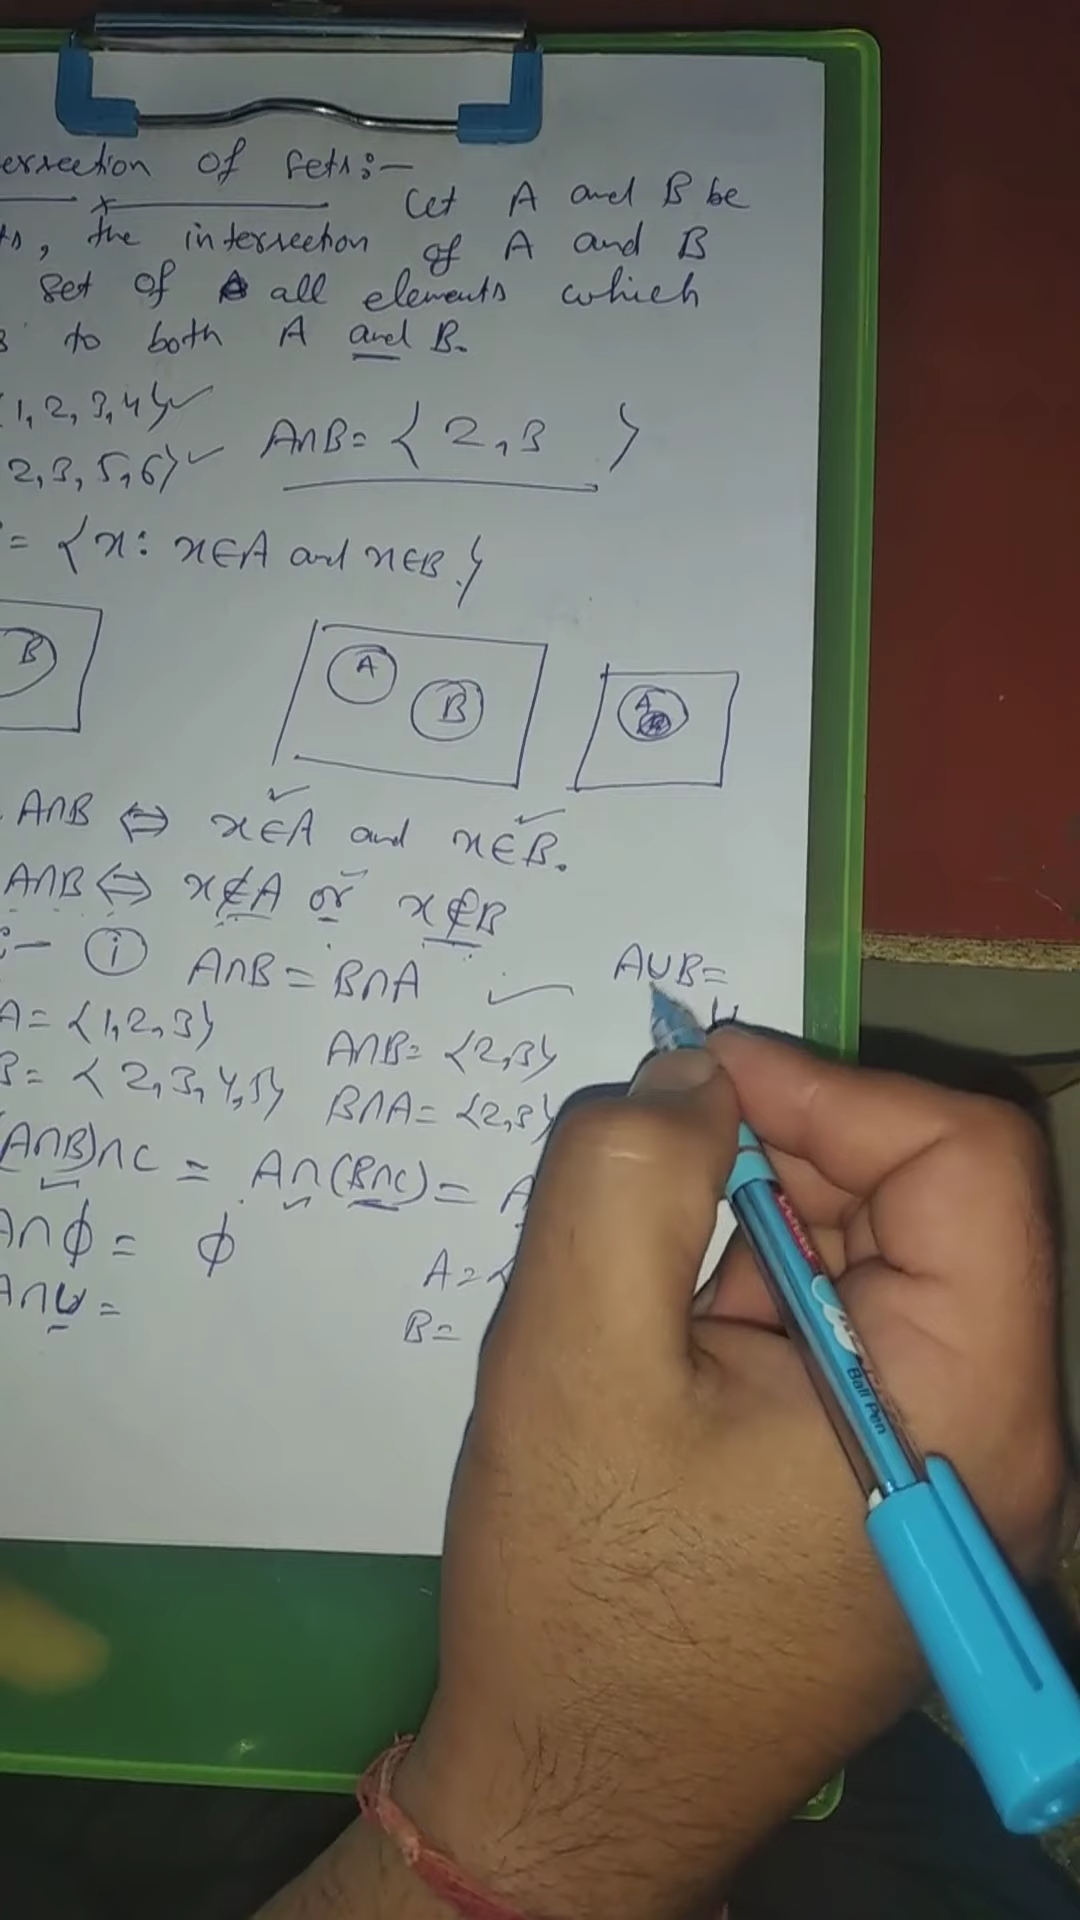 ersection of sets:-
Let A and B be
ts, the intersection of A and B
set of all elements which
s to both A and B.
1, 2, 3, 4}✓
A∩B = { 2, 3 }
2, 3, 5, 6}✓
= {x: x∈A and x∈B.}
B
A
B
A
B
A∩B ⇔ x∈A and x∈B.
A∩B ⇔ x∉A or x∉B
:- (i) A∩B = B∩A ✓
A∪B =
A = {1, 2, 3}
A∩B = {2, 3}
B = { 2, 3, 4, 5}
B∩A = {2, 3}
(A∩B)∩C = A∩(B∩C) = A
A∩ϕ = ϕ
A = {
A∩U =
B =
Ball Pen